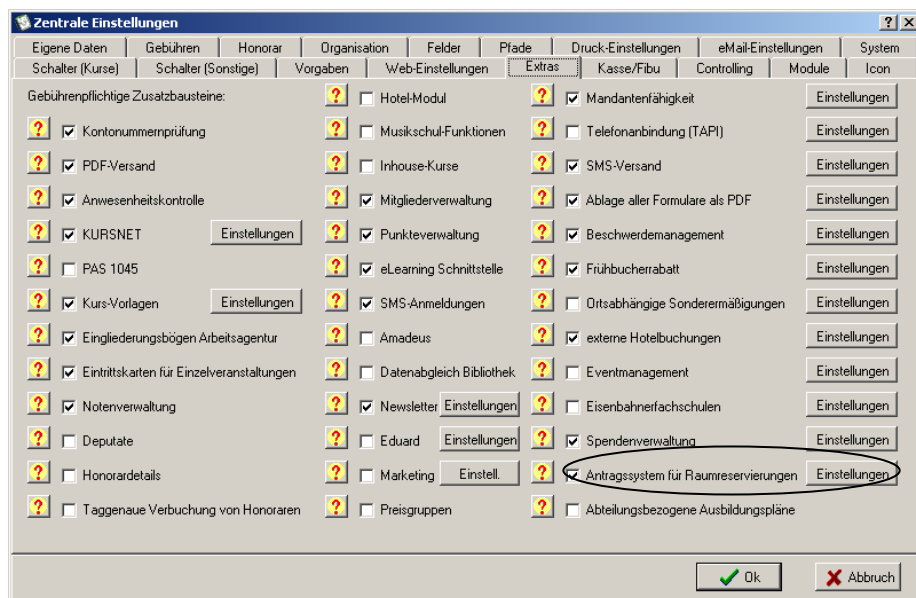 Zentrale Einstellungen
Eigene Daten Gebühren Honorar Organisation Felder Pfade Druck-Einstellungen eMail-Einstellungen System
Schalter (Kurse) Schalter (Sonstige) Vorgaben Web-Einstellungen Extras Kasse/Fibu Controlling Module Icon
Gebührenpflichtige Zusatzbausteine: ? Hotel-Modul ? Mandantenfähigkeit Einstellungen
? Kontonummernprüfung ? Musikschul-Funktionen ? Telefonanbindung (TAPI) Einstellungen
? PDF-Versand ? Inhouse-Kurse ? SMS-Versand Einstellungen
? Anwesenheitskontrolle ? Mitgliederverwaltung ? Ablage aller Formulare als PDF Einstellungen
? KURSNET Einstellungen ? Punkteverwaltung ? Beschwerdemanagement Einstellungen
? PAS 1045 ? eLearning Schnittstelle ? Frühbucherrabatt Einstellungen
? Kurs-Vorlagen Einstellungen ? SMS-Anmeldungen ? Ortsabhängige Sonderermäßigungen Einstellungen
? Eingliederungsbögen Arbeitsagentur ? Amadeus ? externe Hotelbuchungen Einstellungen
? Eintrittskarten für Einzelveranstaltungen ? Datenabgleich Bibliothek ? Eventmanagement Einstellungen
? Notenverwaltung ? Newsletter Einstellungen ? Eisenbahnerfachschulen Einstellungen
? Deputate ? Eduard Einstellungen ? Spendenverwaltung Einstellungen
? Honorardetails ? Marketing Einstell. ? Antragssystem für Raumreservierungen Einstellungen
? Taggenaue Verbuchung von Honoraren ? Preisgruppen ? Abteilungsbezogene Ausbildungspläne
Ok Abbruch